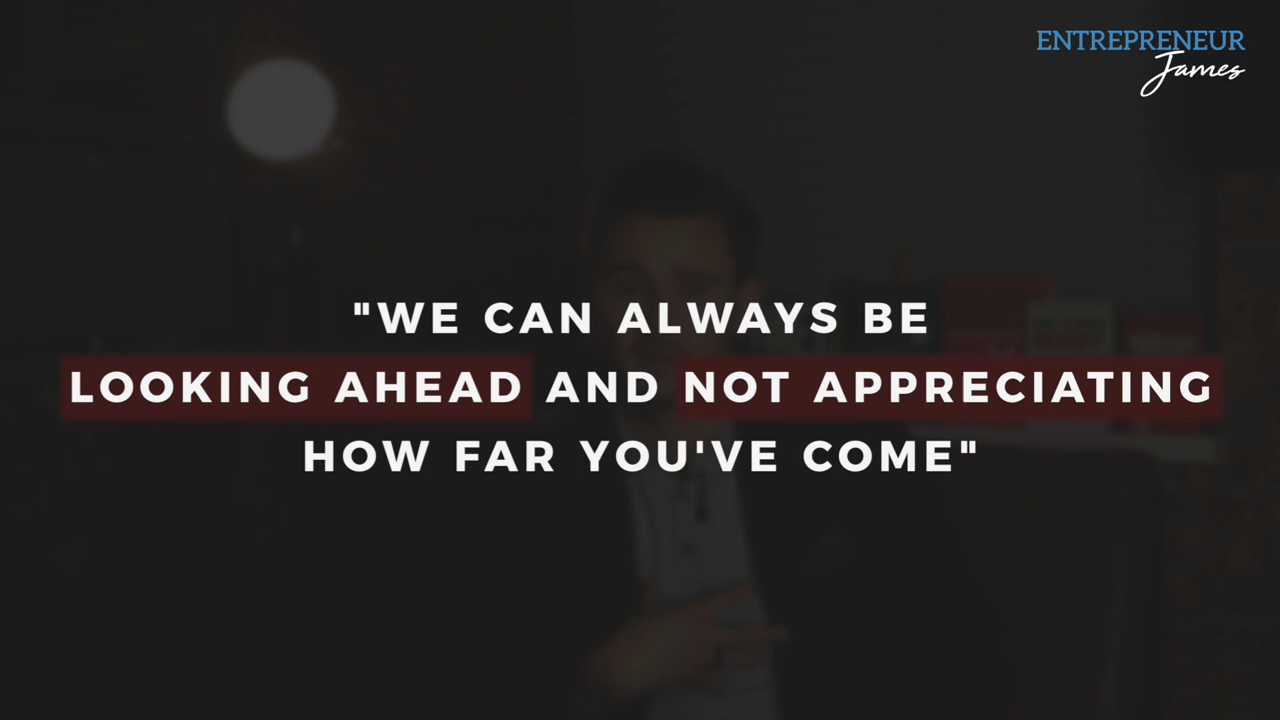 ENTREPRENEUR
James
"WE CAN ALWAYS BE
LOOKING AHEAD AND NOT APPRECIATING
HOW FAR YOU'VE COME"